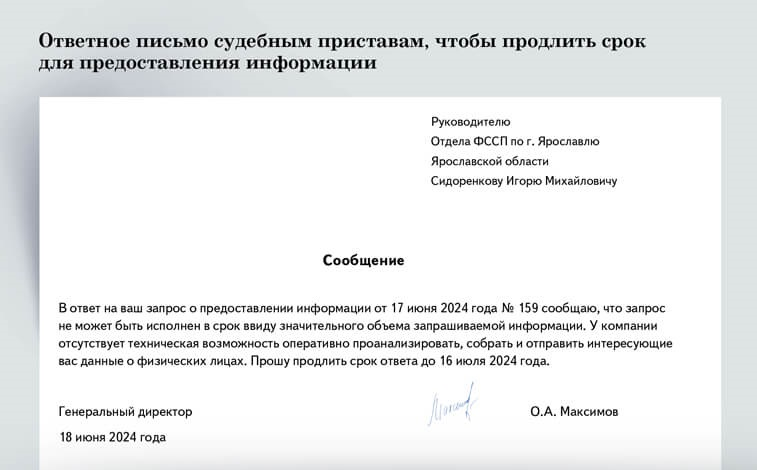 Ответное письмо судебным приставам, чтобы продлить срок
для предоставления информации
Руководителю
Отдела ФССП по г. Ярославлю
Ярославской области
Сидоренкову Игорю Михайловичу
Сообщение
В ответ на ваш запрос о предоставлении информации от 17 июня 2024 года № 159 сообщаю, что запрос
не может быть исполнен в срок ввиду значительного объема запрашиваемой информации. У компании
отсутствует техническая возможность оперативно проанализировать, собрать и отправить интересующие
вас данные о физических лицах. Прошу продлить срок ответа до 16 июля 2024 года.
Генеральный директор
О.А. Максимов
18 июня 2024 года